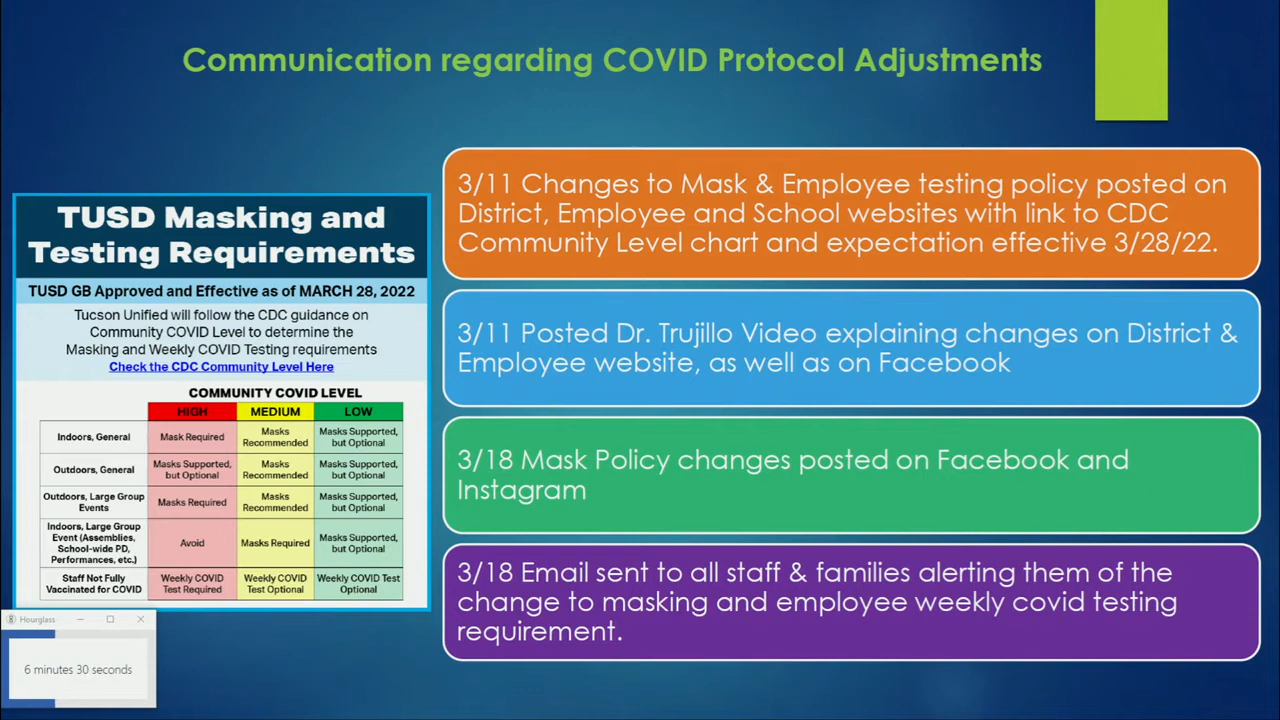 Communication regarding COVID Protocol Adjustments
TUSD Masking and
Testing Requirements
TUSD GB Approved and Effective as of MARCH 28, 2022
Tucson Unified will follow the CDC guidance on
Community COVID Level to determine the
Masking and Weekly COVID Testing requirements
Check the CDC Community Level Here
COMMUNITY COVID LEVEL
HIGH MEDIUM LOW
Indoors, General Mask Required Masks Recommended Masks Supported, but Optional
Outdoors, General Masks Supported, but Optional Masks Recommended Masks Supported, but Optional
Outdoors, Large Group Events Masks Required Masks Recommended Masks Supported, but Optional
Indoors, Large Group Event (Assemblies, School-wide PD, Performances, etc.) Avoid Masks Required Masks Supported, but Optional
Staff Not Fully Vaccinated for COVID Weekly COVID Test Required Weekly COVID Test Optional Weekly COVID Test Optional
3/11 Changes to Mask & Employee testing policy posted on
District, Employee and School websites with link to CDC
Community Level chart and expectation effective 3/28/22.
3/11 Posted Dr. Trujillo Video explaining changes on District &
Employee website, as well as on Facebook
3/18 Mask Policy changes posted on Facebook and
Instagram
3/18 Email sent to all staff & families alerting them of the
change to masking and employee weekly covid testing
requirement.
Hourglass
6 minutes 30 seconds